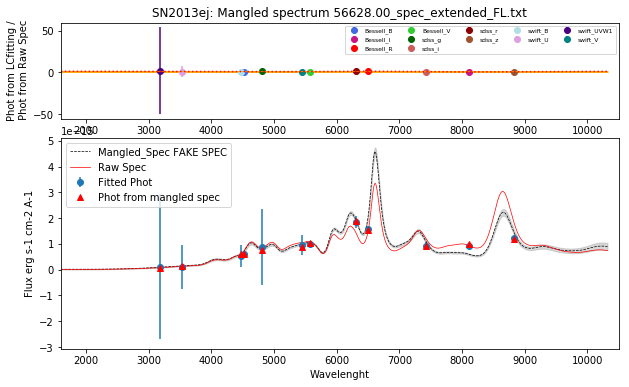 SN2013ej: Mangled spectrum 56628.00_spec_extended_FL.txt
Phot from LCfitting /
Phot from Raw Spec
50
0
−50
Bessell_B
Bessell_I
Bessell_R
Bessell_V
sdss_g
sdss_i
sdss_r
sdss_z
swift_B
swift_U
swift_UVW1
swift_V
2000 3000 4000 5000 6000 7000 8000 9000 10000
1e−15
Flux erg s-1 cm-2 A-1
5
4
3
2
1
0
−1
−2
−3
Mangled_Spec FAKE SPEC
Raw Spec
Fitted Phot
Phot from mangled spec
2000 3000 4000 5000 6000 7000 8000 9000 10000
Wavelenght